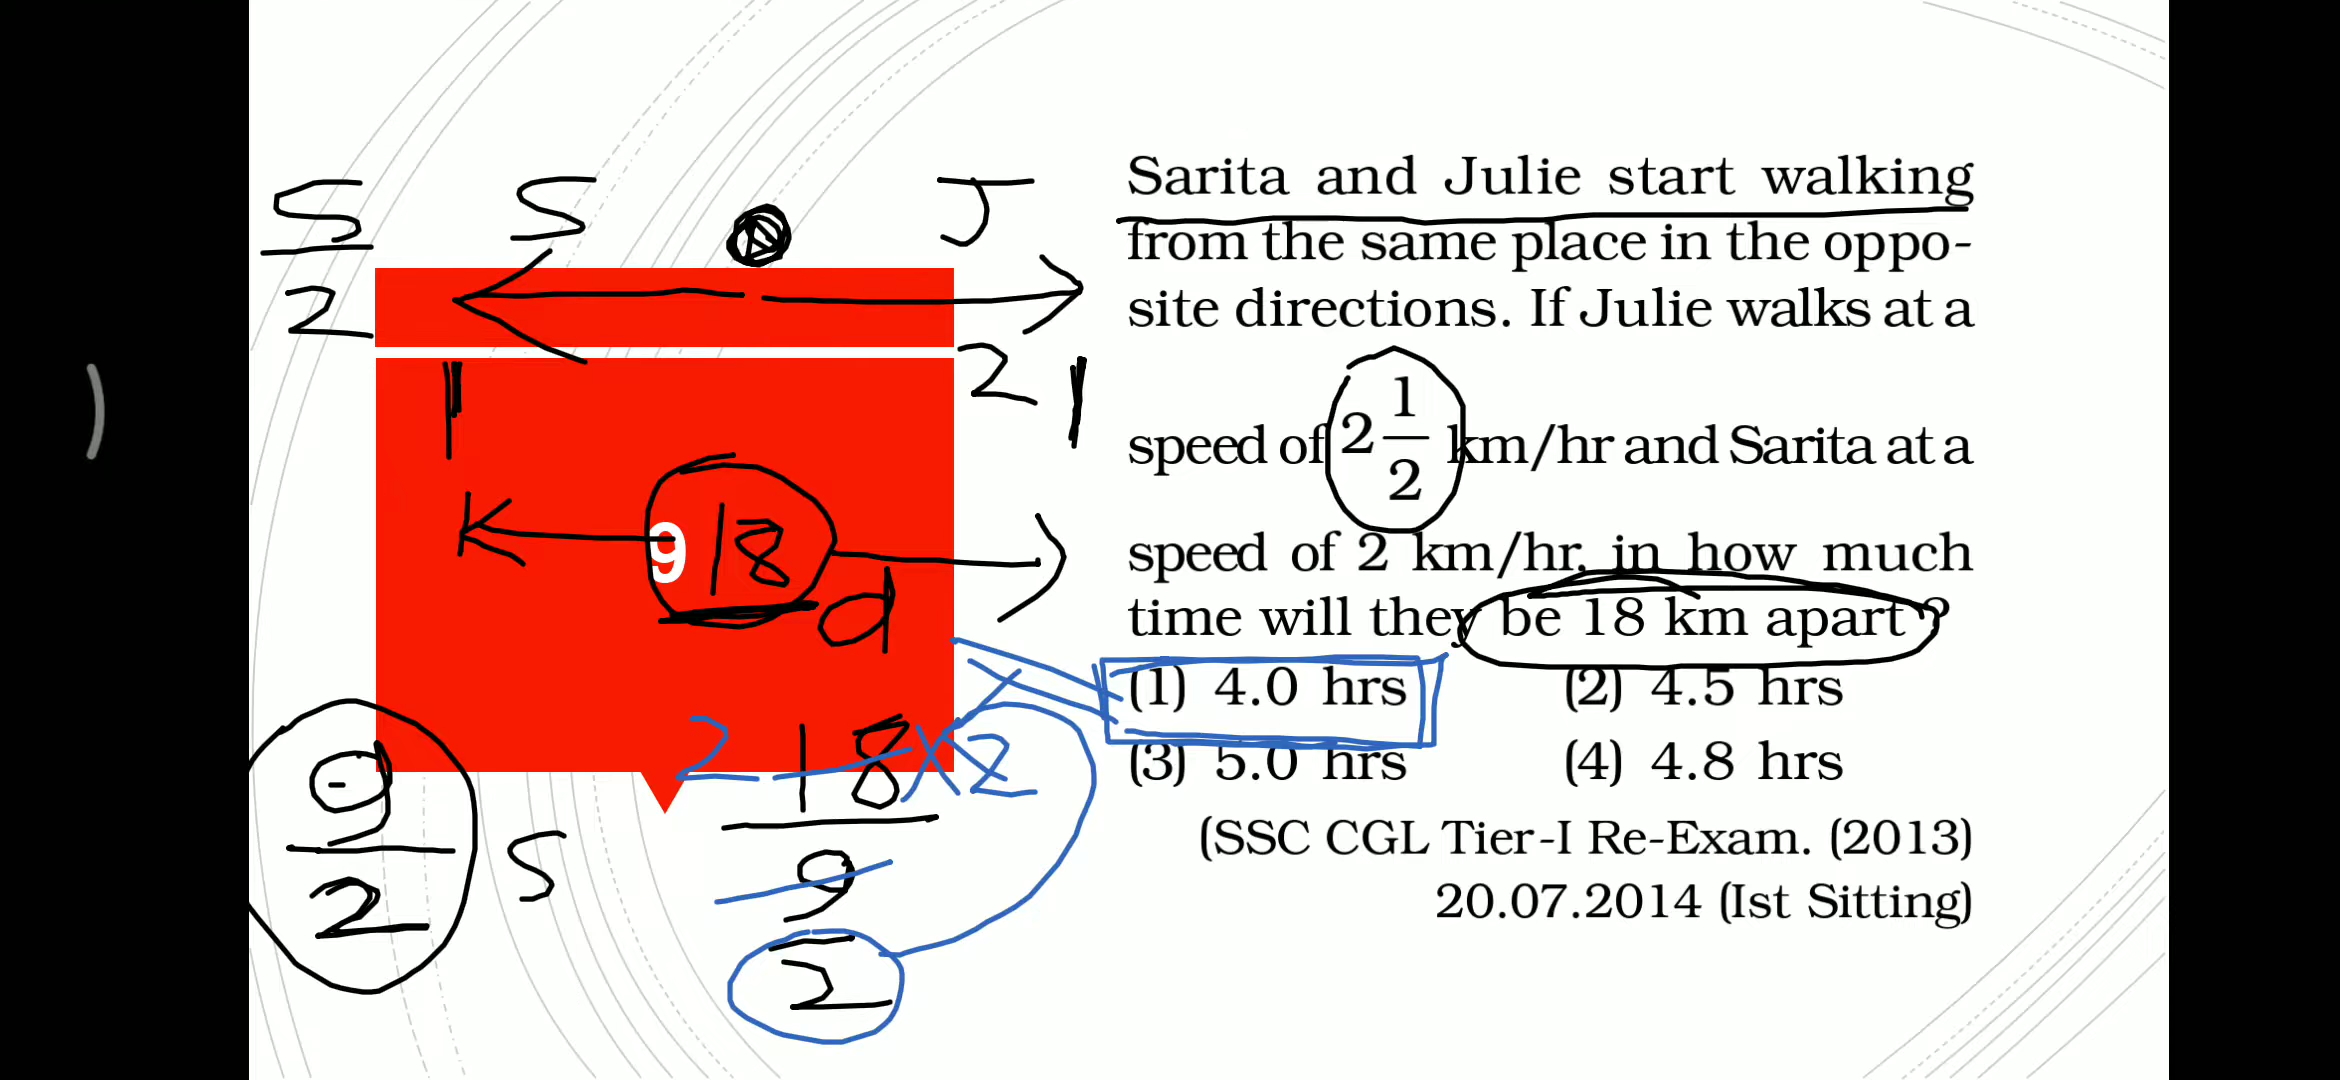 S S J
2
2
9 18
d
2 18 × 2
9
2 S
9
2
Sarita and Julie start walking
from the same place in the oppo-
site directions. If Julie walks at a
speed of 2 1/2 km/hr and Sarita at a
speed of 2 km/hr, in how much
time will they be 18 km apart ?
(1) 4.0 hrs (2) 4.5 hrs
(3) 5.0 hrs (4) 4.8 hrs
(SSC CGL Tier-I Re-Exam. (2013)
20.07.2014 (Ist Sitting)